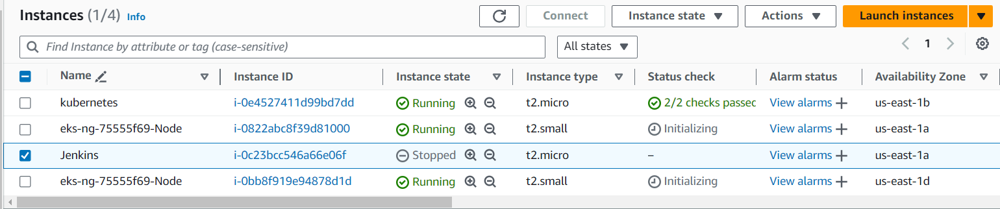 Instances (1/4) Info Connect Instance state Actions Launch instances
Find Instance by attribute or tag (case-sensitive) All states 1
Name Instance ID Instance state Instance type Status check Alarm status Availability Zone
kubernetes i-0e4527411d99bd7dd Running t2.micro 2/2 checks passed View alarms us-east-1b
eks-ng-75555f69-Node i-0822abc8f39d81000 Running t2.small Initializing View alarms us-east-1a
Jenkins i-0c23bcc546a66e06f Stopped t2.micro – View alarms us-east-1a
eks-ng-75555f69-Node i-0bb8f919e94878d1d Running t2.small Initializing View alarms us-east-1d